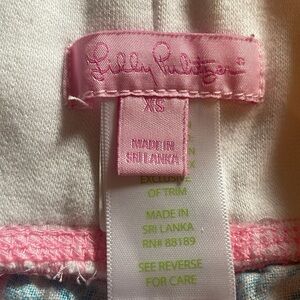 Lilly Pulitzer
XS
MADE IN
SRI LANKA
X
EXCLUSIVE
OF TRIM
MADE IN
SRI LANKA
RN# 88189
SEE REVERSE
FOR CARE